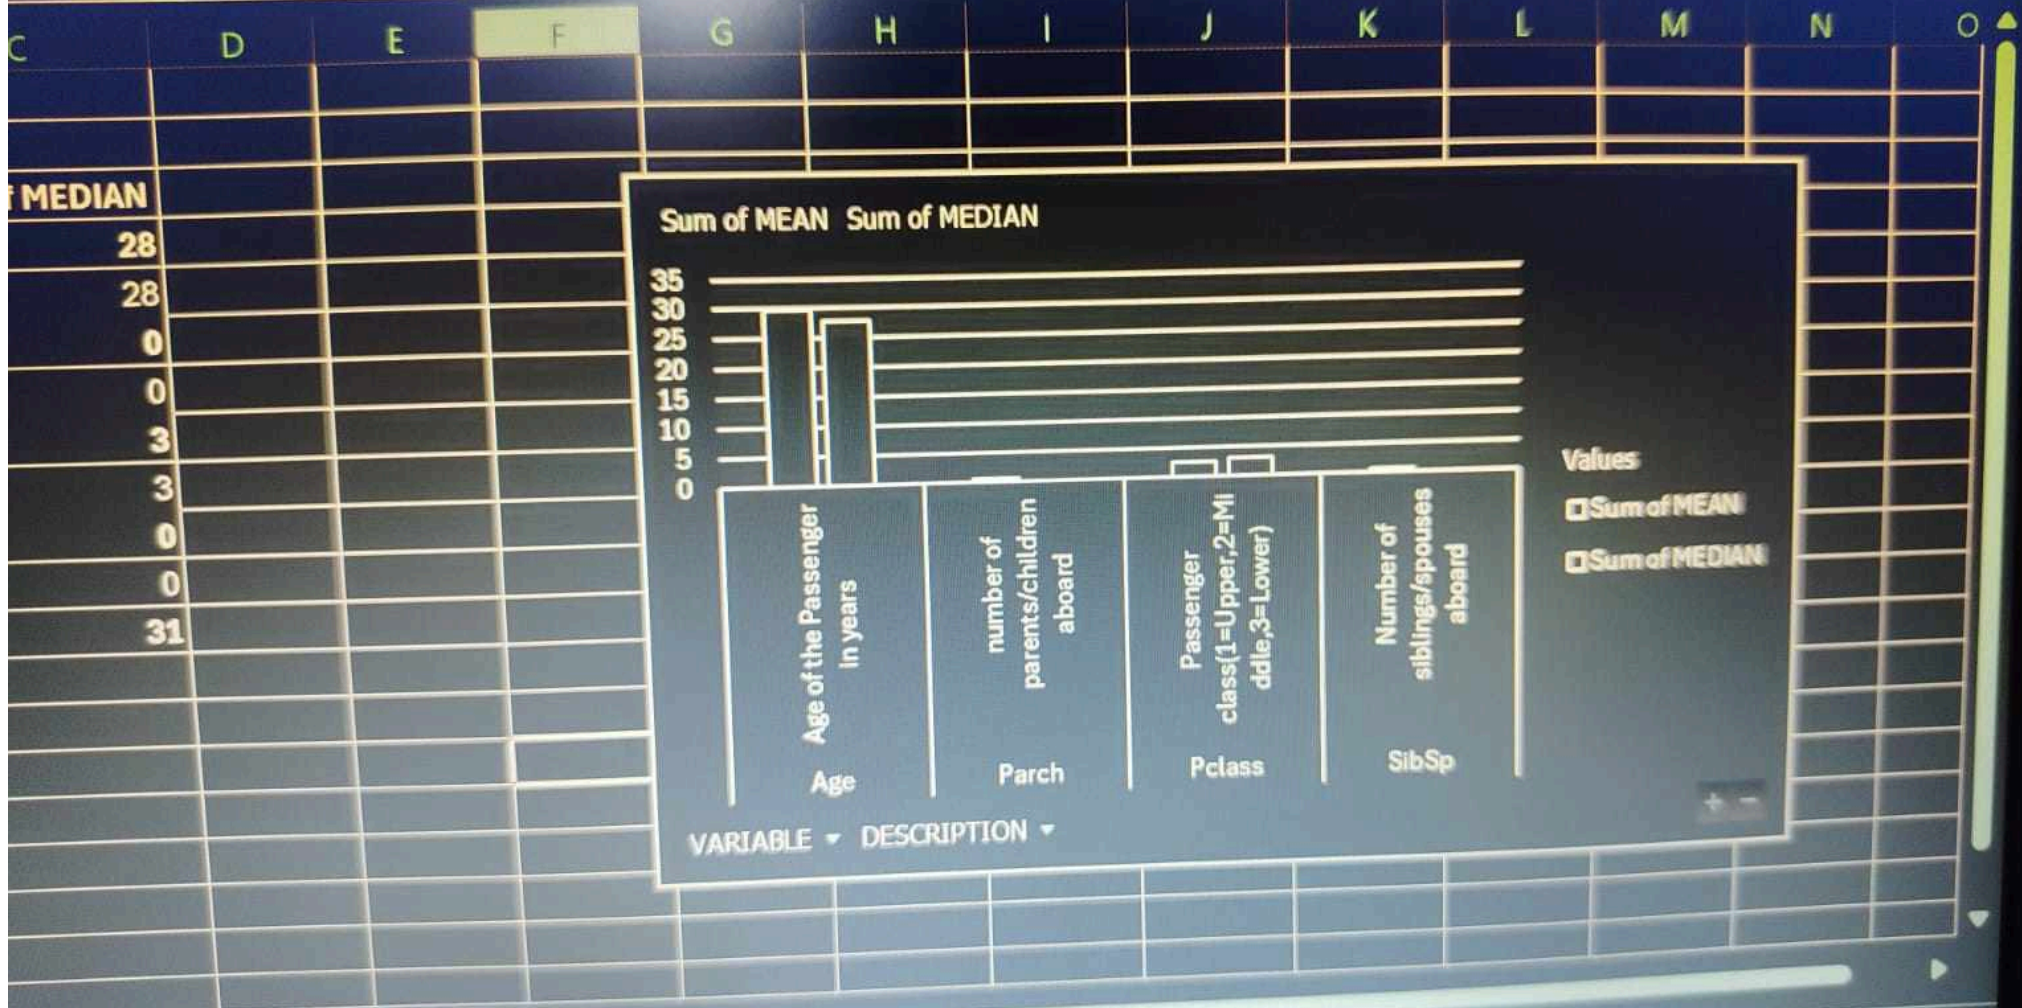 C D E F G H I J K L M N O
f MEDIAN
28
28
0
0
3
3
0
0
31
Sum of MEAN Sum of MEDIAN
35
30
25
20
15
10
5
0
Age of the Passenger
In years
number of
parents/children
aboard
Passenger
class(1=Upper,2=Mi
ddle,3=Lower)
Number of
siblings/spouses
aboard
Age
Parch
Pclass
SibSp
Values
Sum of MEAN
Sum of MEDIAN
VARIABLE DESCRIPTION
+ -